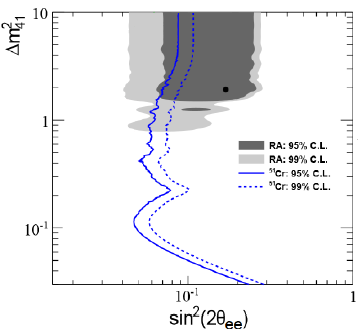 10
Δm²₄₁
1
RA: 95% C.L.
RA: 99% C.L.
⁵¹Cr: 95% C.L.
⁵¹Cr: 99% C.L.
10⁻¹
10⁻¹
1
sin²(2θₑₑ)